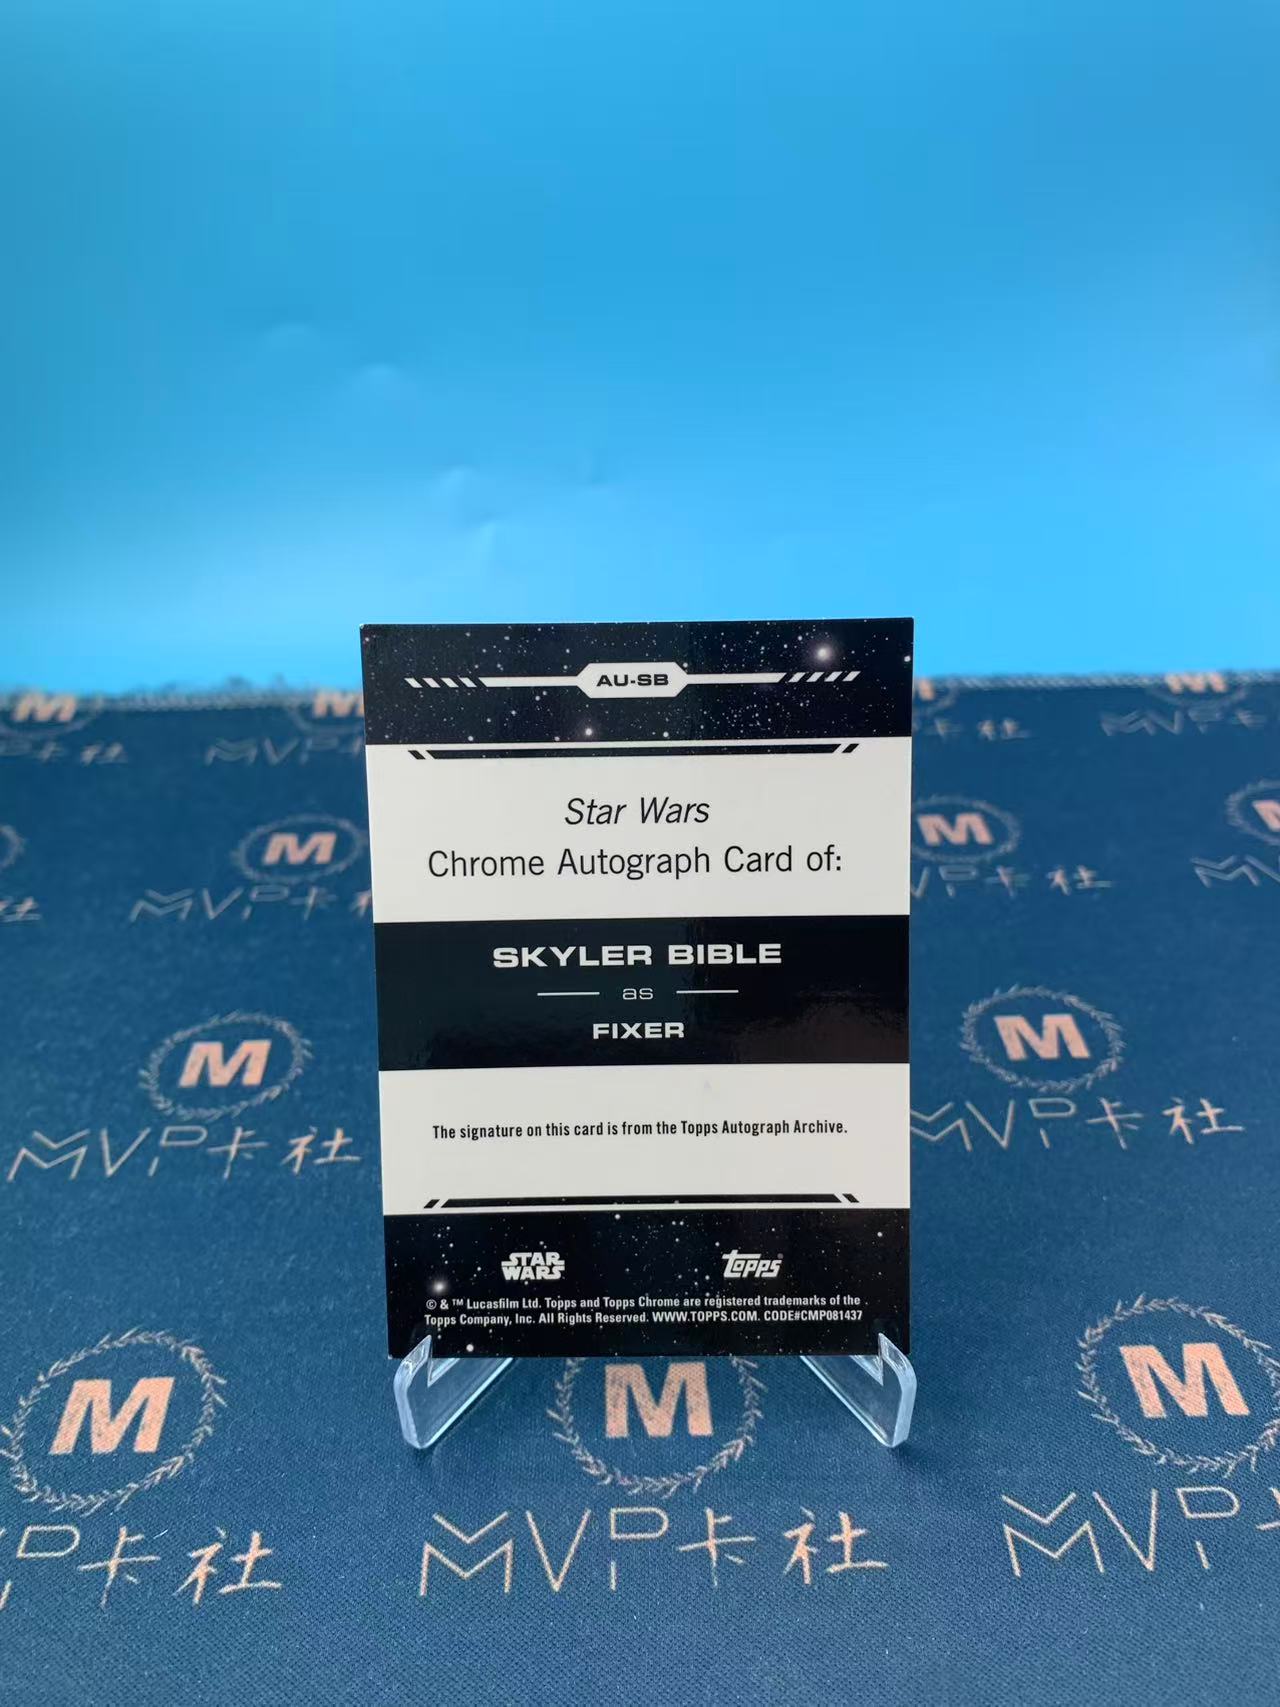 AU-SB
Star Wars
Chrome Autograph Card of:
SKYLER BIBLE
as
FIXER
The signature on this card is from the Topps Autograph Archive.
STAR
WARS
Topps
© & ™ Lucasfilm Ltd. Topps and Topps Chrome are registered trademarks of the
Topps Company, Inc. All Rights Reserved. WWW.TOPPS.COM. CODE#CMP081437
M
M
M
M
MVP卡社
M
MVP卡社
M
MVP卡社
M
M
M
MVP卡社